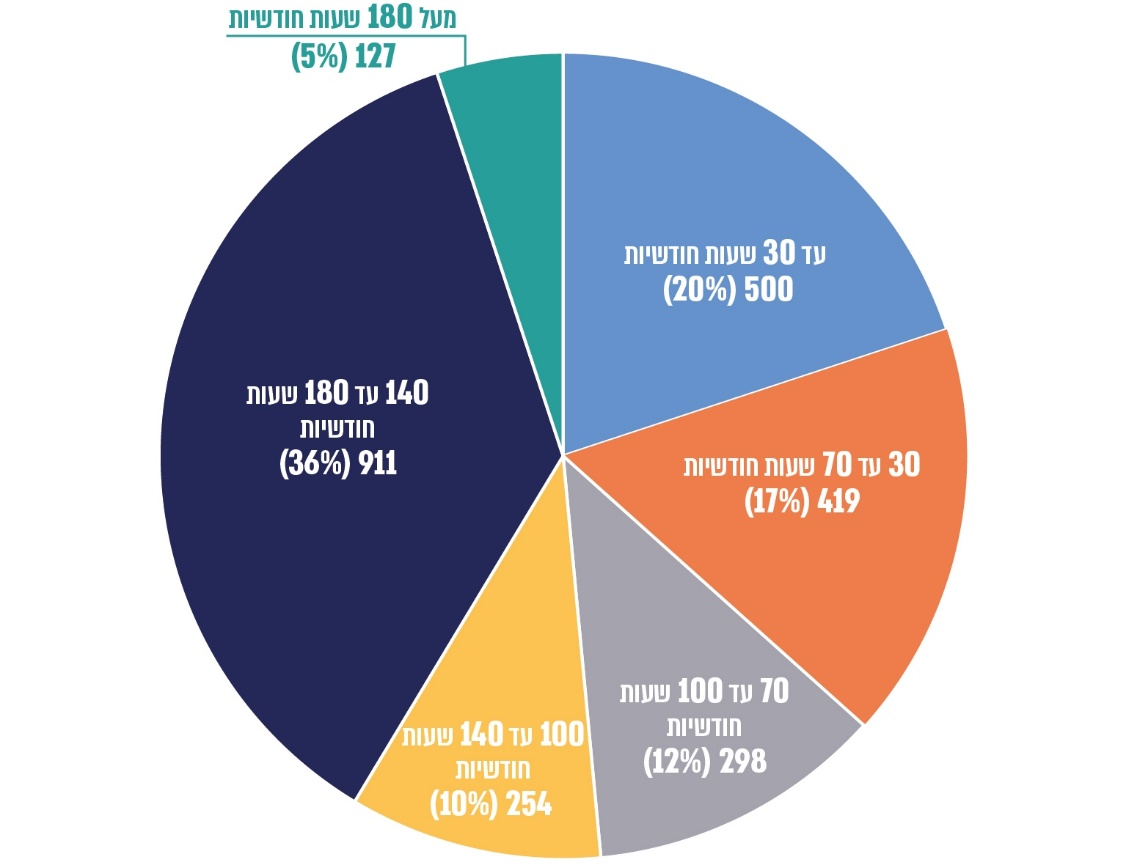 מעל 180 שעות חודשיות
127 (5%)
עד 30 שעות חודשיות
500 (20%)
140 עד 180 שעות
חודשיות
911 (36%)
30 עד 70 שעות חודשיות
419 (17%)
70 עד 100 שעות
חודשיות
298 (12%)
100 עד 140 שעות
חודשיות
254 (10%)